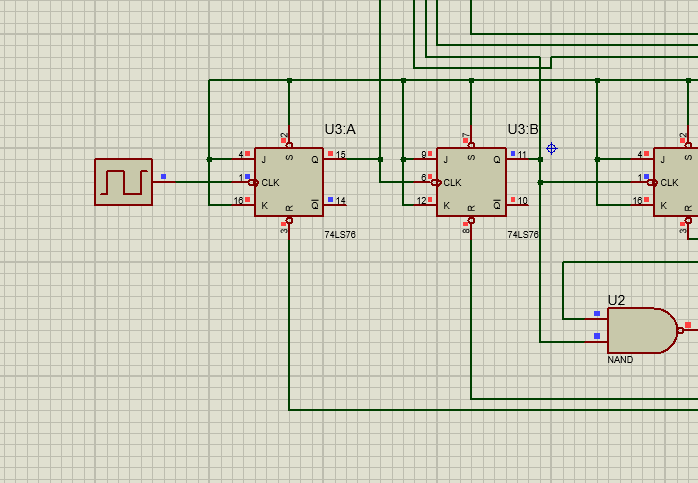 U3:A
U3:B
2
7
2
4
J
S
Q
15
9
J
S
Q
11
4
J
S
1
CLK
6
CLK
1
CLK
16
K
R
Q
14
12
K
R
Q
10
16
K
R
3
8
3
74LS76
74LS76
U2
NAND